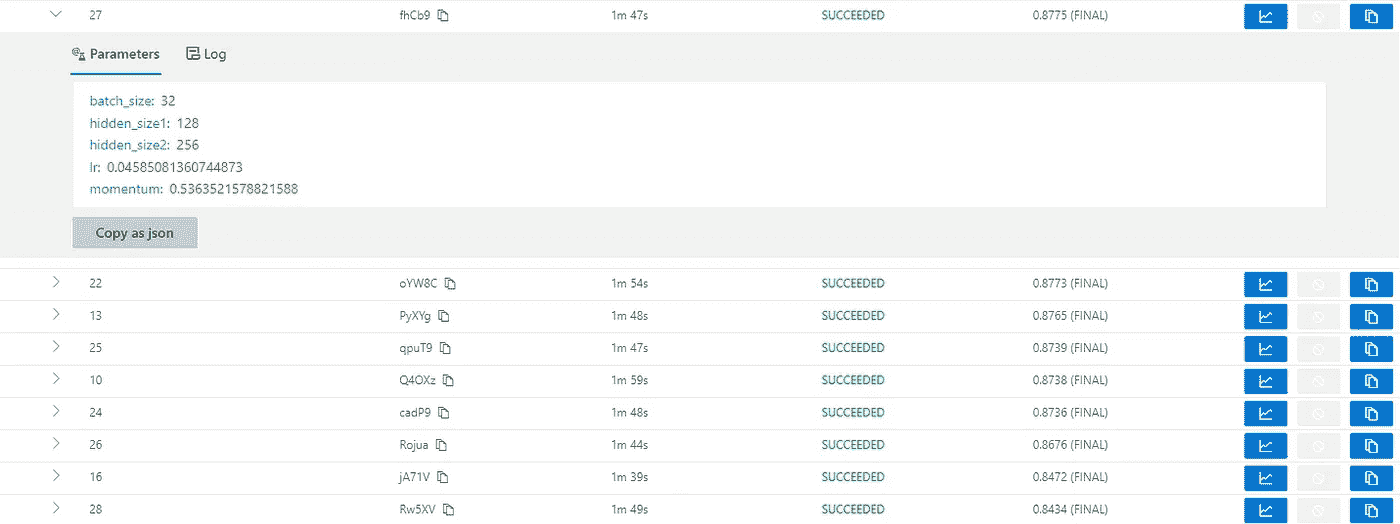 27 fhCb9 1m 47s SUCCEEDED 0.8775 (FINAL)
Parameters Log
batch_size: 32
hidden_size1: 128
hidden_size2: 256
lr: 0.04585081360744873
momentum: 0.5363521578821588
Copy as json
22 oYW8C 1m 54s SUCCEEDED 0.8773 (FINAL)
13 PyXYg 1m 48s SUCCEEDED 0.8765 (FINAL)
25 qpuT9 1m 47s SUCCEEDED 0.8739 (FINAL)
10 Q4OXz 1m 59s SUCCEEDED 0.8738 (FINAL)
24 cadP9 1m 48s SUCCEEDED 0.8736 (FINAL)
26 Rojua 1m 44s SUCCEEDED 0.8676 (FINAL)
16 jA71V 1m 39s SUCCEEDED 0.8472 (FINAL)
28 Rw5XV 1m 49s SUCCEEDED 0.8434 (FINAL)